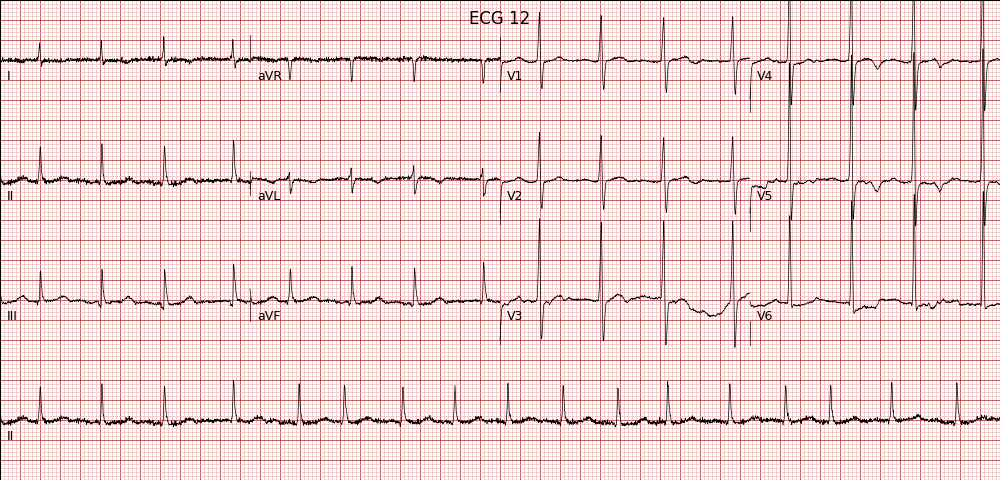 ECG 12
I aVR V1 V4
II aVL V2 V5
III aVF V3 V6
II